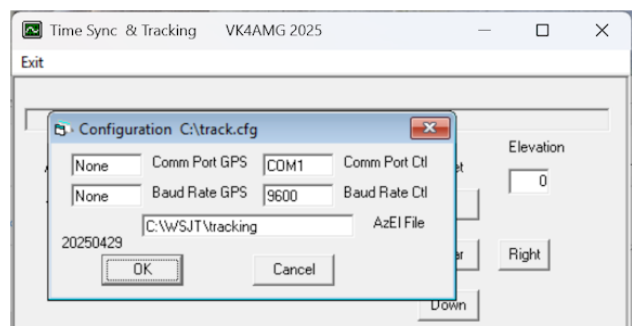 Time Sync & Tracking VK4AMG 2025
Exit
Configuration C:\track.cfg
Elevation
None Comm Port GPS COM1 Comm Port Ctl
0
None Baud Rate GPS 9600 Baud Rate Ctl
C:\WSJT\tracking AzEl File
20250429
OK Cancel
Right
Down